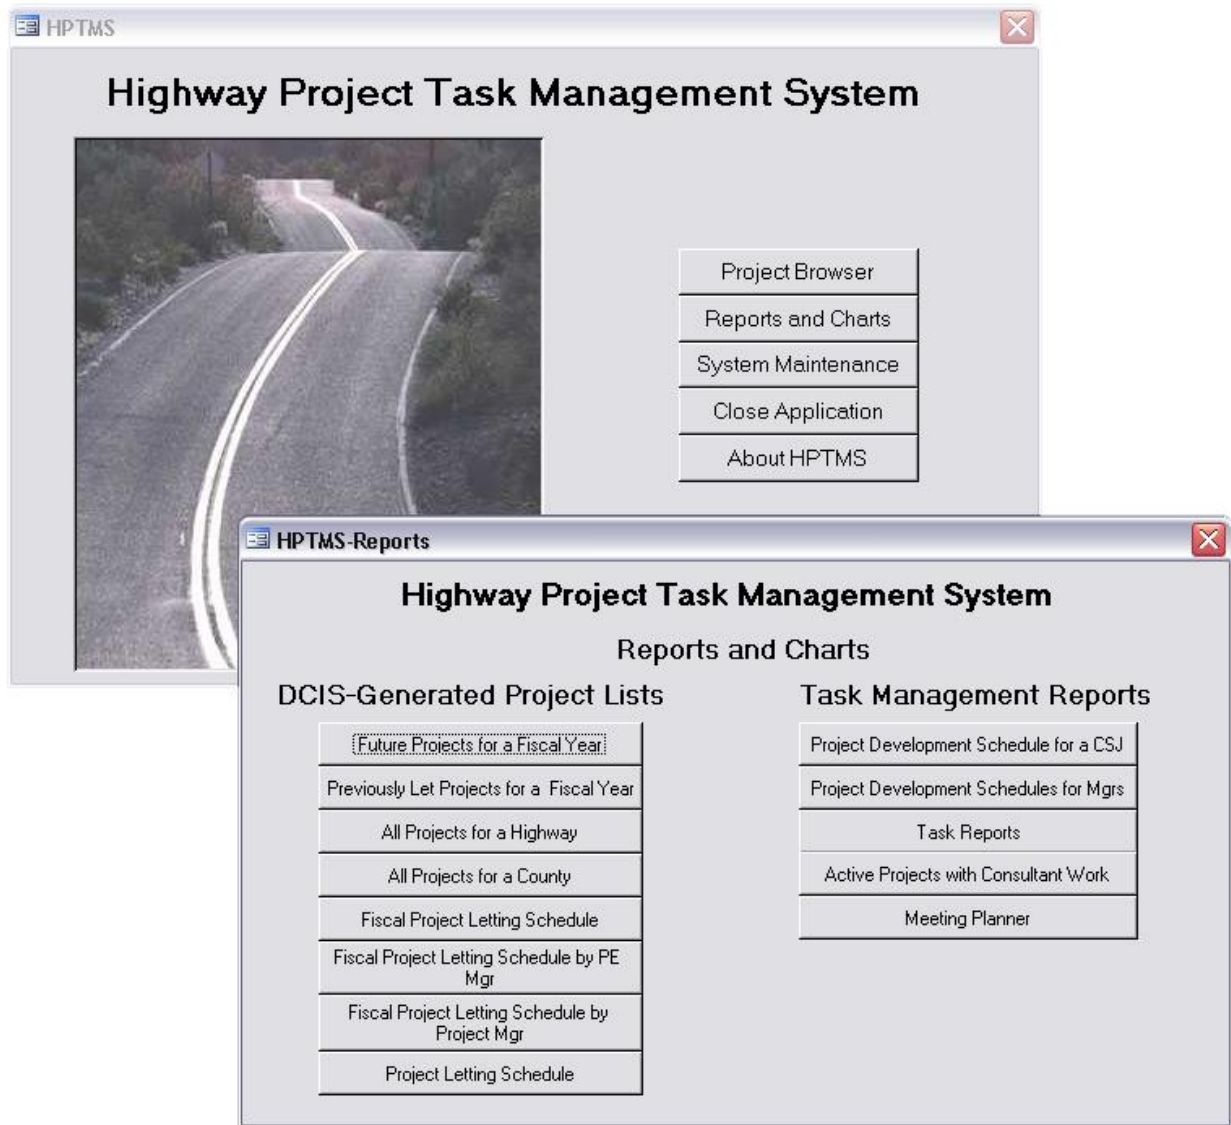 HPTMS
Highway Project Task Management System
Project Browser
Reports and Charts
System Maintenance
Close Application
About HPTMS
HPTMS-Reports
Highway Project Task Management System
Reports and Charts
DCIS-Generated Project Lists
Future Projects for a Fiscal Year
Previously Let Projects for a Fiscal Year
All Projects for a Highway
All Projects for a County
Fiscal Project Letting Schedule
Fiscal Project Letting Schedule by PE
Mgr
Fiscal Project Letting Schedule by
Project Mgr
Project Letting Schedule
Task Management Reports
Project Development Schedule for a CSJ
Project Development Schedules for Mgrs
Task Reports
Active Projects with Consultant Work
Meeting Planner